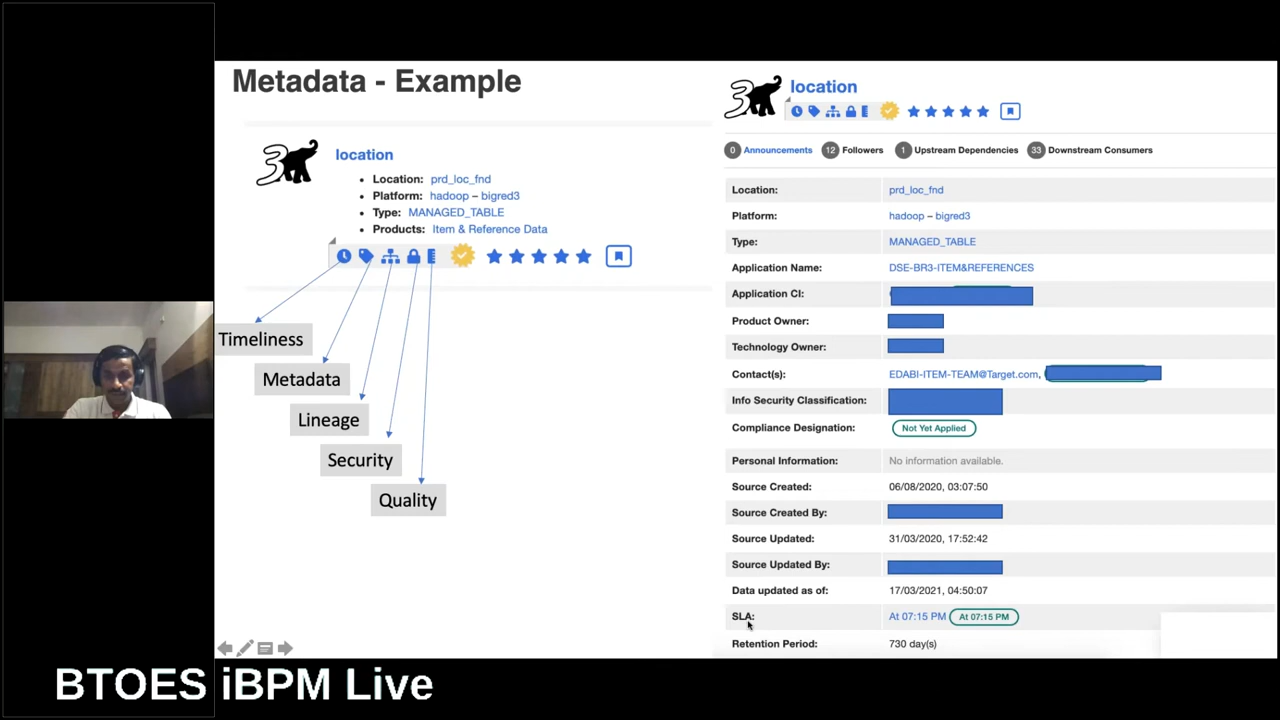 Metadata - Example
3
location
• Location: prd_loc_fnd
• Platform: hadoop – bigred3
• Type: MANAGED_TABLE
• Products: Item & Reference Data
Timeliness
Metadata
Lineage
Security
Quality
3
location
0 Announcements 12 Followers 1 Upstream Dependencies 33 Downstream Consumers
Location: prd_loc_fnd
Platform: hadoop – bigred3
Type: MANAGED_TABLE
Application Name: DSE-BR3-ITEM&REFERENCES
Application CI:
Product Owner:
Technology Owner:
Contact(s): EDABI-ITEM-TEAM@Target.com,
Info Security Classification:
Compliance Designation: Not Yet Applied
Personal Information: No information available.
Source Created: 06/08/2020, 03:07:50
Source Created By:
Source Updated: 31/03/2020, 17:52:42
Source Updated By:
Data updated as of: 17/03/2021, 04:50:07
SLA: At 07:15 PM At 07:15 PM
Retention Period: 730 day(s)
BTOES iBPM Live